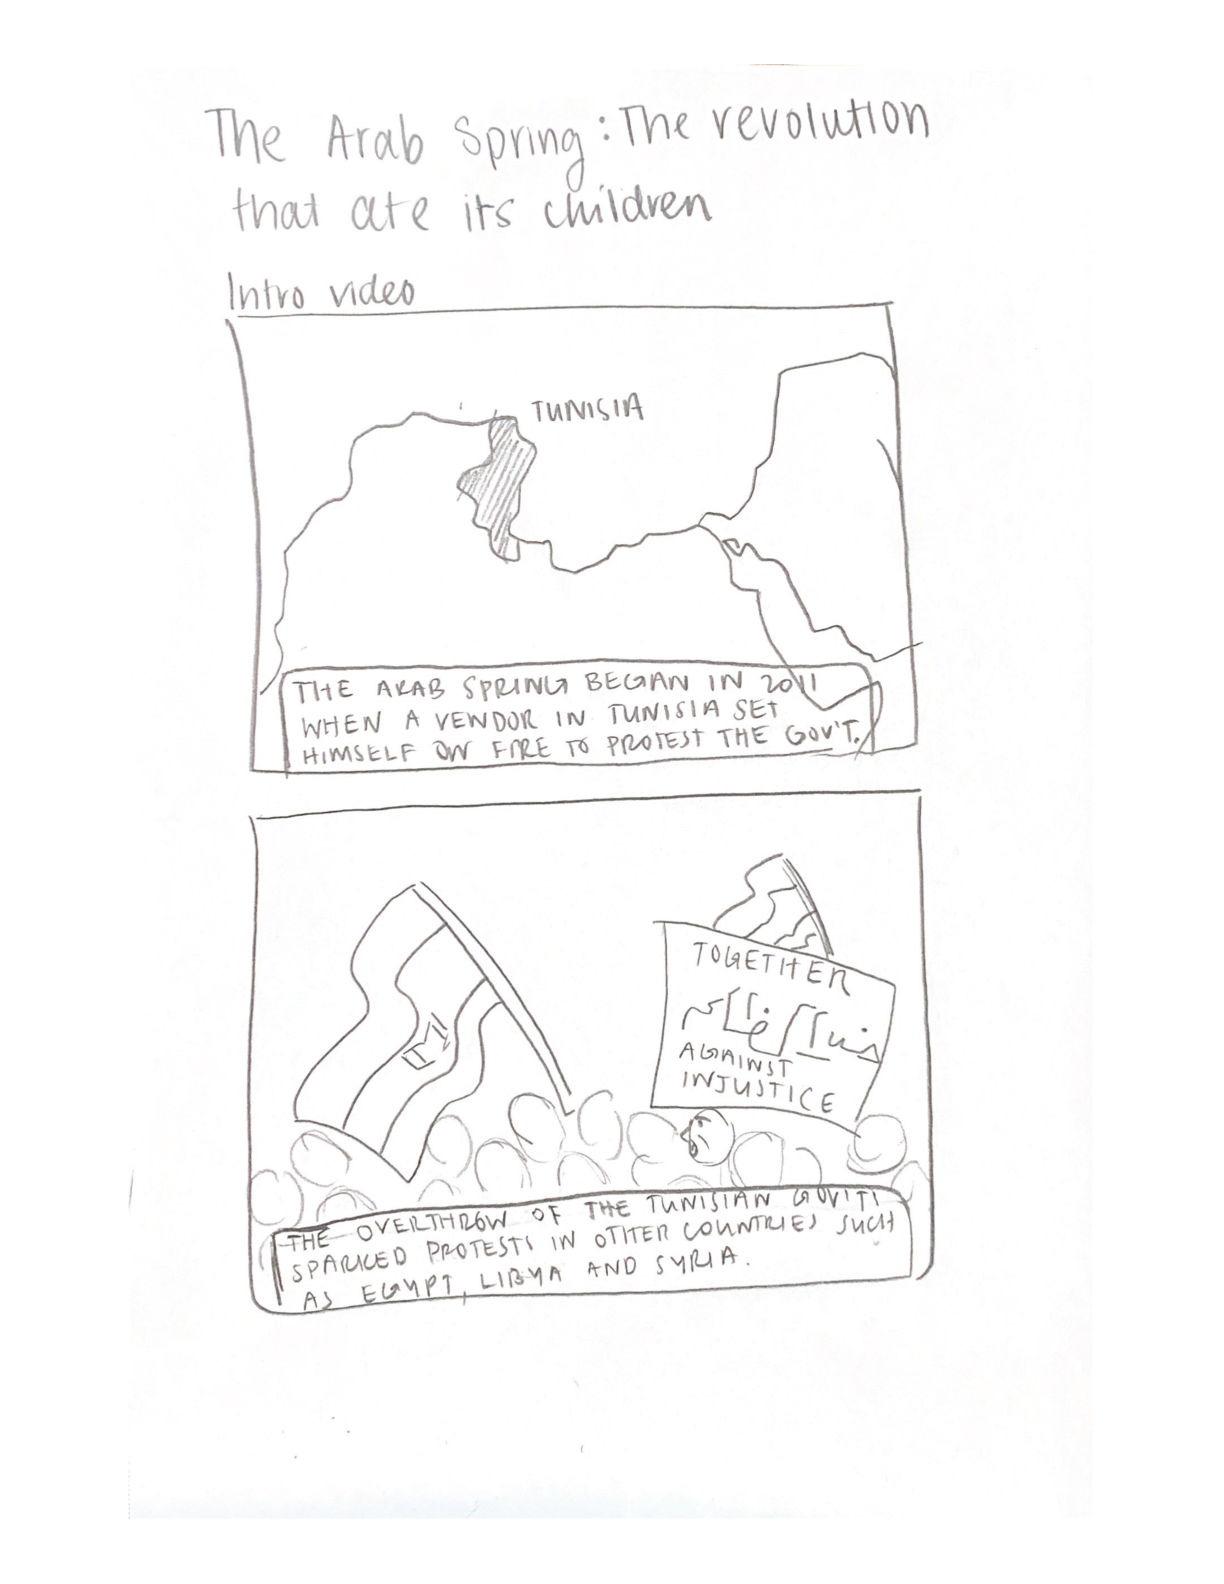 The Arab Spring: The revolution
that ate its children
Intro video
TUNISIA
THE ARAB SPRING BEGAN IN 2011
WHEN A VENDOR IN TUNISIA SET
HIMSELF ON FIRE TO PROTEST THE GOV'T.
TOGETHER
AGAINST
INJUSTICE
THE OVERTHROW OF THE TUNISIAN GOV'T
SPARKED PROTESTS IN OTHER COUNTRIES SUCH
AS EGYPT, LIBYA AND SYRIA.